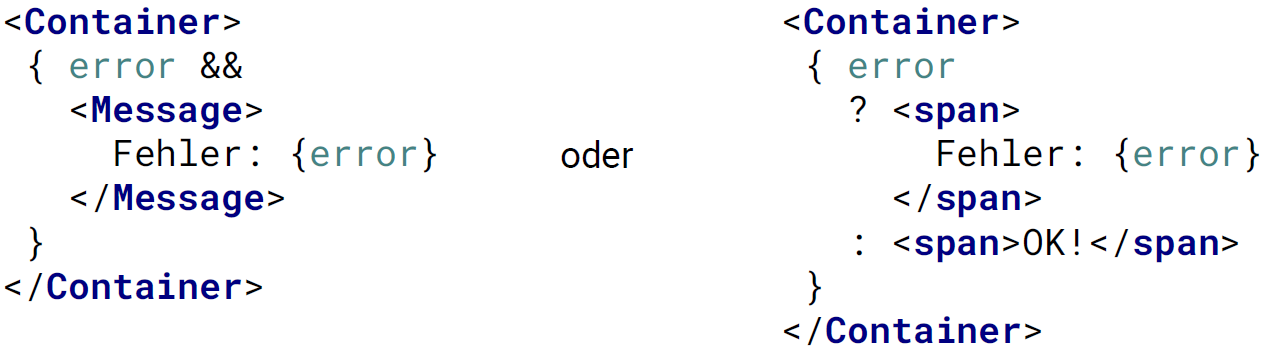 <Container>
 { error &&
   <Message>
     Fehler: {error}
   </Message>
 }
</Container>
oder
<Container>
 { error
   ? <span>
       Fehler: {error}
     </span>
   : <span>OK!</span>
 }
</Container>